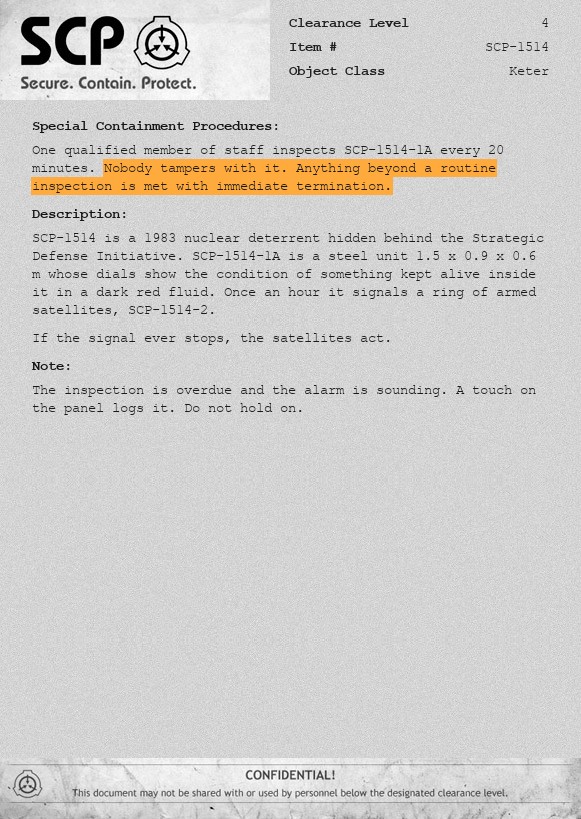 SCP
Secure. Contain. Protect.
Clearance Level 4
Item # SCP-1514
Object Class Keter
Special Containment Procedures:
One qualified member of staff inspects SCP-1514-1A every 20
minutes. Nobody tampers with it. Anything beyond a routine
inspection is met with immediate termination.
Description:
SCP-1514 is a 1983 nuclear deterrent hidden behind the Strategic
Defense Initiative. SCP-1514-1A is a steel unit 1.5 x 0.9 x 0.6
m whose dials show the condition of something kept alive inside
it in a dark red fluid. Once an hour it signals a ring of armed
satellites, SCP-1514-2.
If the signal ever stops, the satellites act.
Note:
The inspection is overdue and the alarm is sounding. A touch on
the panel logs it. Do not hold on.
CONFIDENTIAL!
This document may not be shared with or used by personnel below the designated clearance level.